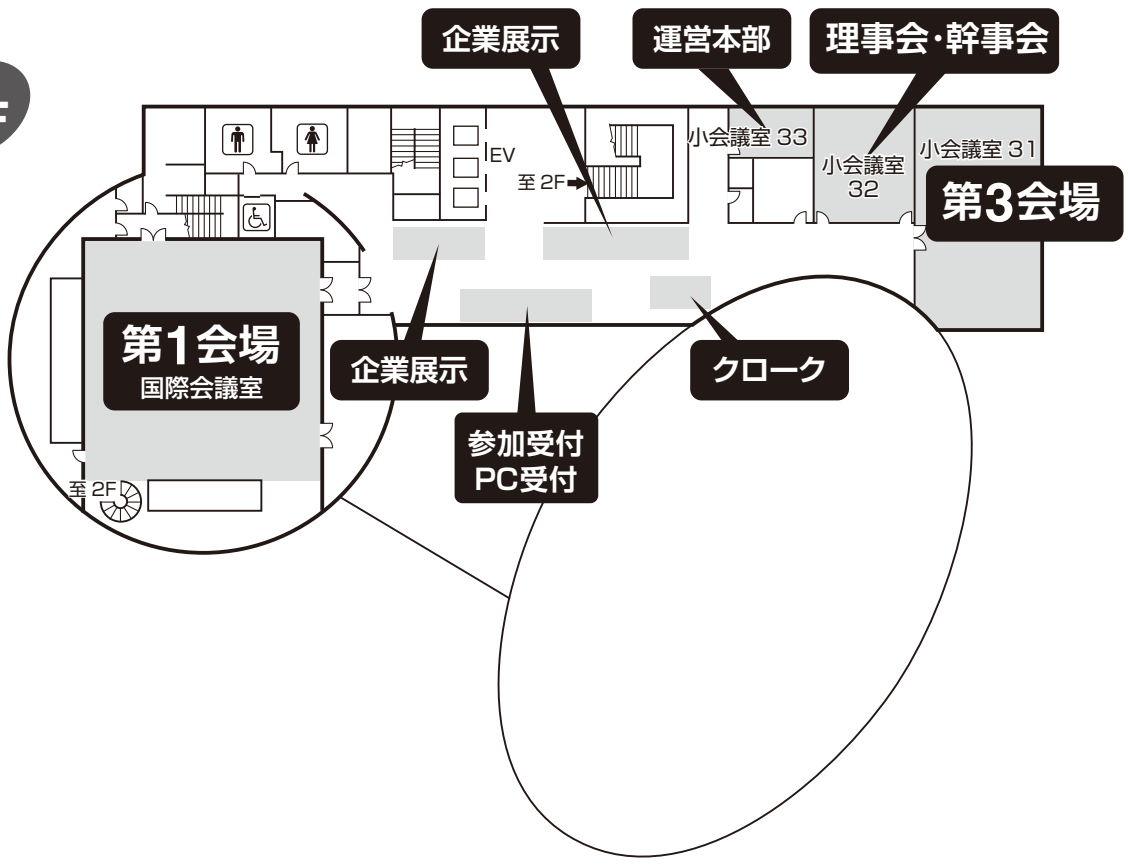 企業展示
運営本部
理事会・幹事会
F
小会議室 33
小会議室
32
小会議室 31
EV
至 2F
第3会場
第1会場
国際会議室
企業展示
クローク
参加受付
PC受付
至 2F